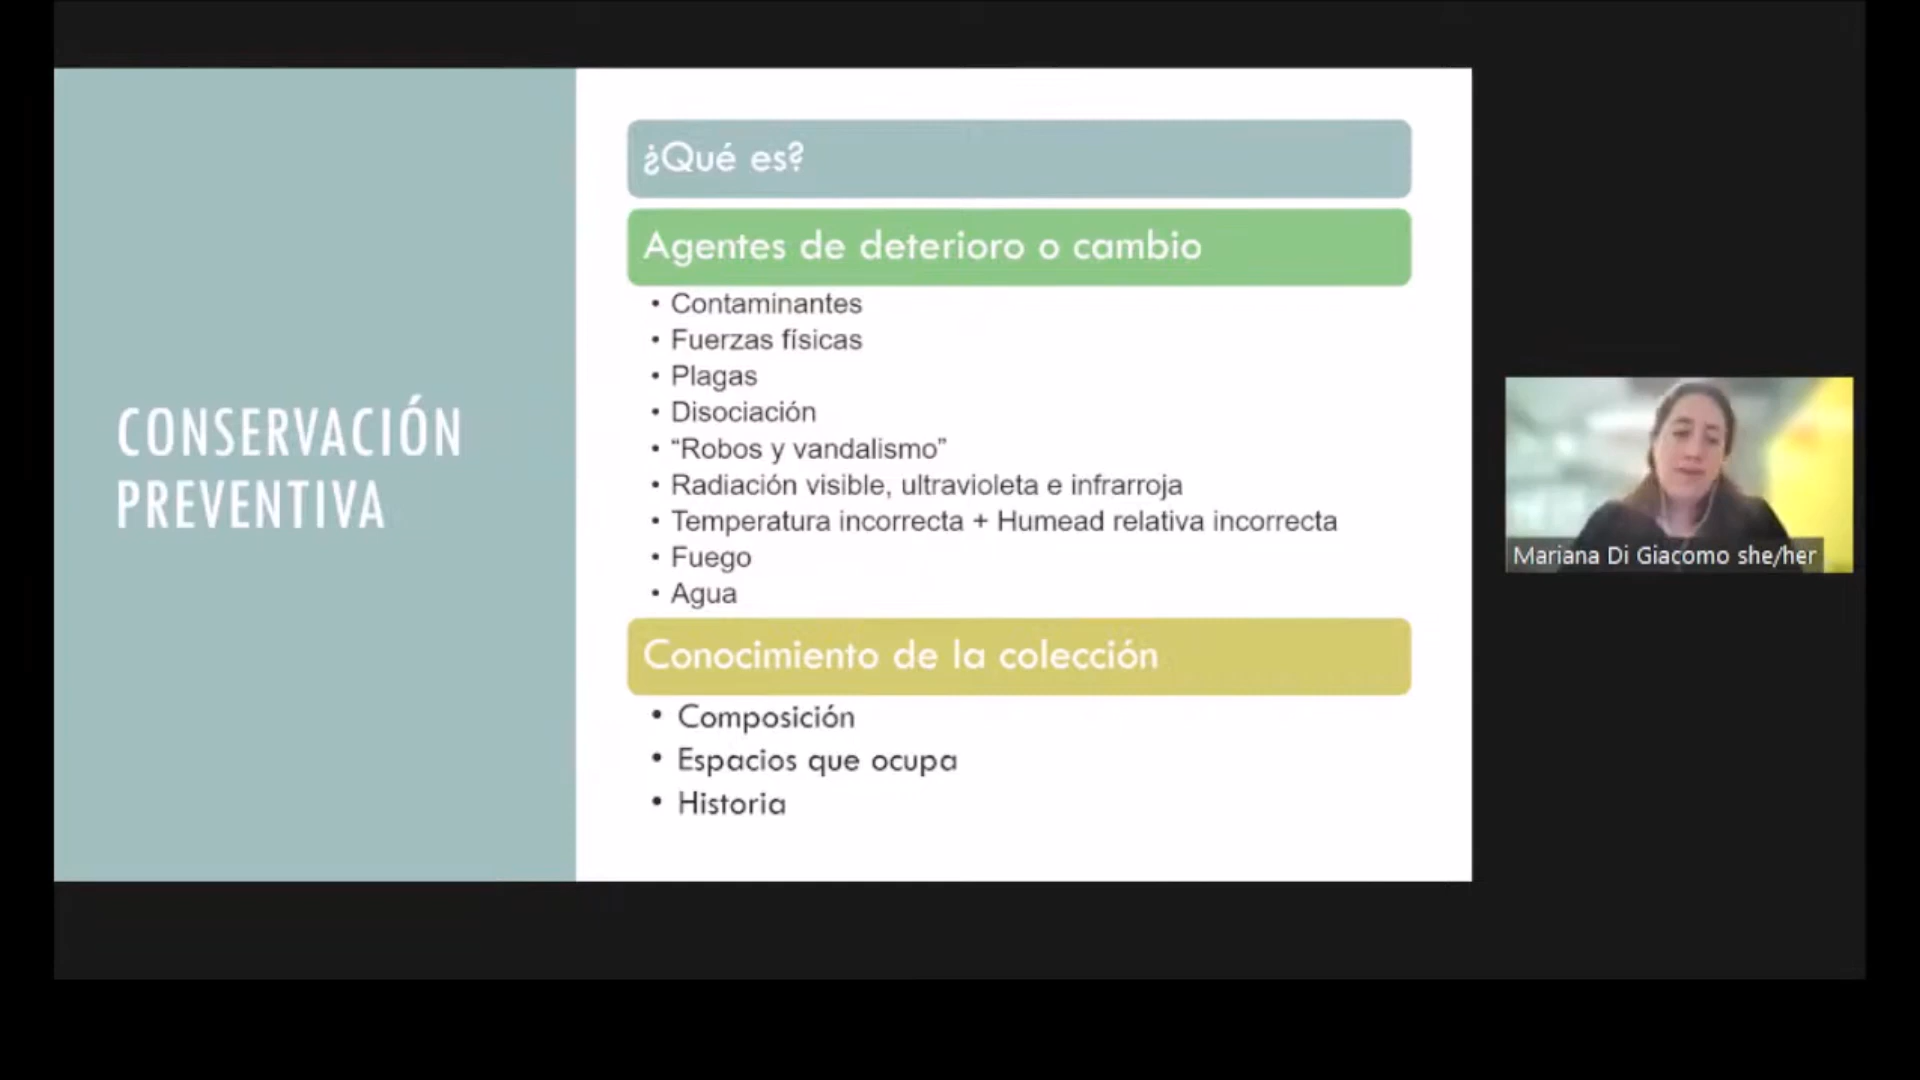 CONSERVACIÓN
PREVENTIVA
¿Qué es?
Agentes de deterioro o cambio
• Contaminantes
• Fuerzas físicas
• Plagas
• Disociación
• “Robos y vandalismo”
• Radiación visible, ultravioleta e infrarroja
• Temperatura incorrecta + Humead relativa incorrecta
• Fuego
• Agua
Conocimiento de la colección
• Composición
• Espacios que ocupa
• Historia
Mariana Di Giacomo she/her